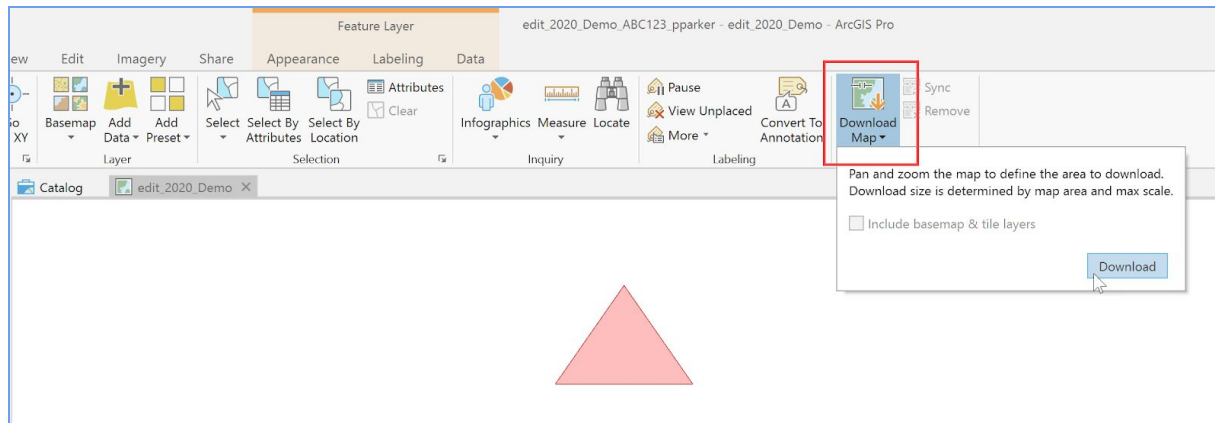 Feature Layer
edit_2020_Demo_ABC123_pparker - edit_2020_Demo - ArcGIS Pro
ew Edit Imagery Share Appearance Labeling Data
XY
Basemap
Add Data
Add Preset
Select
Select By Attributes
Select By Location
Attributes
Clear
Infographics
Measure
Locate
Pause
View Unplaced
More
Convert To Annotation
Download Map
Sync
Remove
Layer
Selection
Inquiry
Labeling
Catalog
edit_2020_Demo
Pan and zoom the map to define the area to download.
Download size is determined by map area and max scale.
Include basemap & tile layers
Download